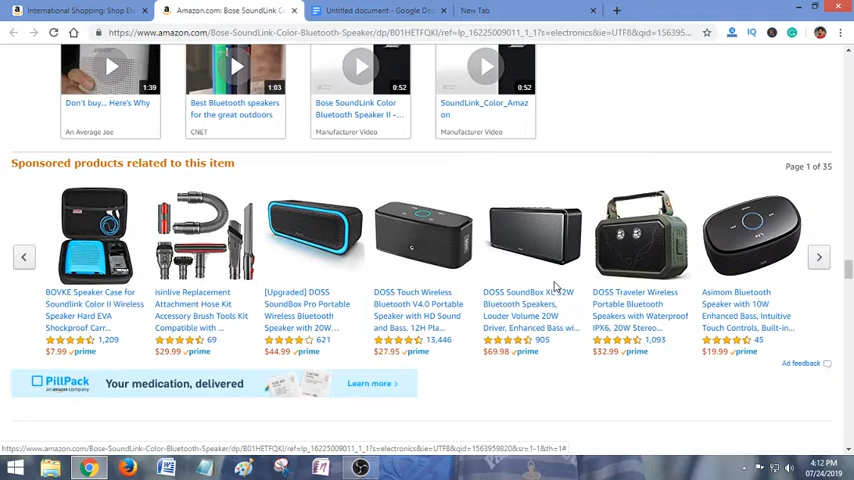 International Shopping: Shop Ele
Amazon.com: Bose SoundLink Co
Untitled document - Google Doc
New Tab
https://www.amazon.com/Bose-SoundLink-Color-Bluetooth-Speaker/dp/B01HETFQKI/ref=lp_16225009011_1_1?s=electronics&ie=UTF8&qid=156395...
1:39
1:03
0:52
0:52
Don't buy... Here's Why
An Average Joe
Best Bluetooth speakers
for the great outdoors
CNET
Bose SoundLink Color
Bluetooth Speaker II -...
Manufacturer Video
SoundLink_Color_Amaz
on
Manufacturer Video
Sponsored products related to this item
Page 1 of 35
BOVKE Speaker Case for
Soundlink Color II Wireless
Speaker Hard EVA
Shockproof Carr...
1,209
$7.99 prime
isinlive Replacement
Attachment Hose Kit
Accessory Brush Tools Kit
Compatible with ...
69
$29.99 prime
[Upgraded] DOSS
SoundBox Pro Portable
Wireless Bluetooth
Speaker with 20W...
621
$44.99 prime
DOSS Touch Wireless
Bluetooth V4.0 Portable
Speaker with HD Sound
and Bass, 12H Pla...
13,446
$27.95 prime
DOSS SoundBox XL 32W
Bluetooth Speakers,
Louder Volume 20W
Driver, Enhanced Bass wi...
905
$69.98 prime
DOSS Traveler Wireless
Portable Bluetooth
Speakers with Waterproof
IPX6, 20W Stereo...
1,093
$32.99 prime
Asimom Bluetooth
Speaker with 10W
Enhanced Bass, Intuitive
Touch Controls, Built-in...
45
$19.99 prime
Ad feedback
PillPack
an amazon company
Your medication, delivered
Learn more ›
https://www.amazon.com/Bose-SoundLink-Color-Bluetooth-Speaker/dp/B01HETFQKI/ref=lp_16225009011_1_1?s=electronics&ie=UTF8&qid=1563959820&sr=1-1&th=1#
4:12 PM
07/24/2019